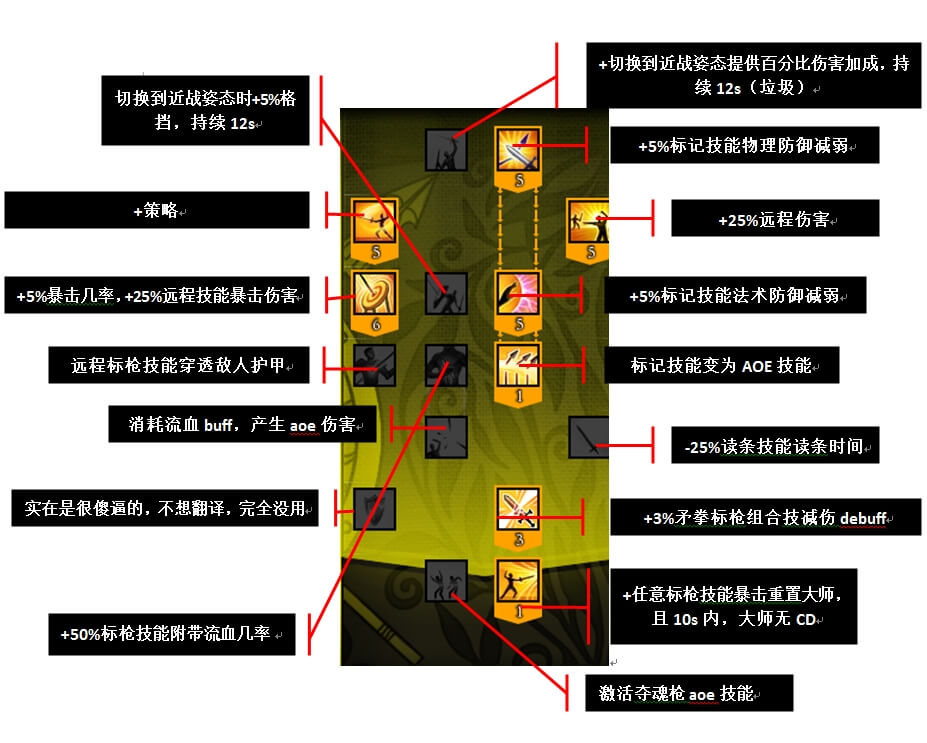 +切换到近战姿态提供百分比伤害加成，持
续 12s（垃圾）
切换到近战姿态时+5%格
挡，持续 12s
+5%标记技能物理防御减弱
5
+策略
5
+25%远程伤害
5
+5%暴击几率，+25%远程技能暴击伤害
6
+5%标记技能法术防御减弱
5
远程标枪技能穿透敌人护甲
标记技能变为 AOE 技能
1
消耗流血 buff，产生 aoe 伤害
-25%读条技能读条时间
实在是很傻逼的，不想翻译，完全没用
+3%矛拳标枪组合技减伤 debuff
3
+任意标枪技能暴击重置大师，
且 10s 内，大师无 CD
1
+50%标枪技能附带流血几率
激活夺魂枪 aoe 技能